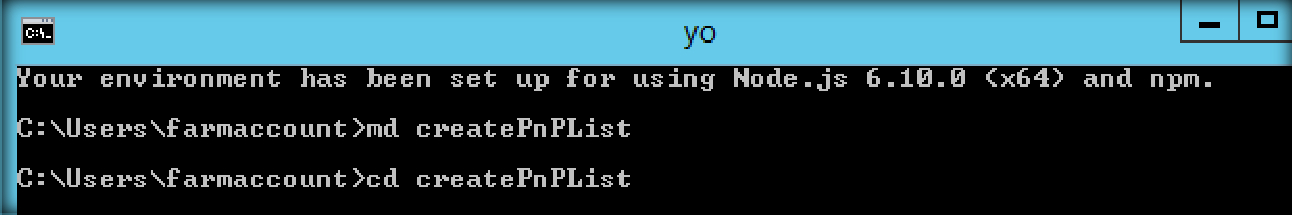 C:\.
yo
Your environment has been set up for using Node.js 6.10.0 (x64) and npm.
C:\Users\farmaccount>md createPnPList
C:\Users\farmaccount>cd createPnPList